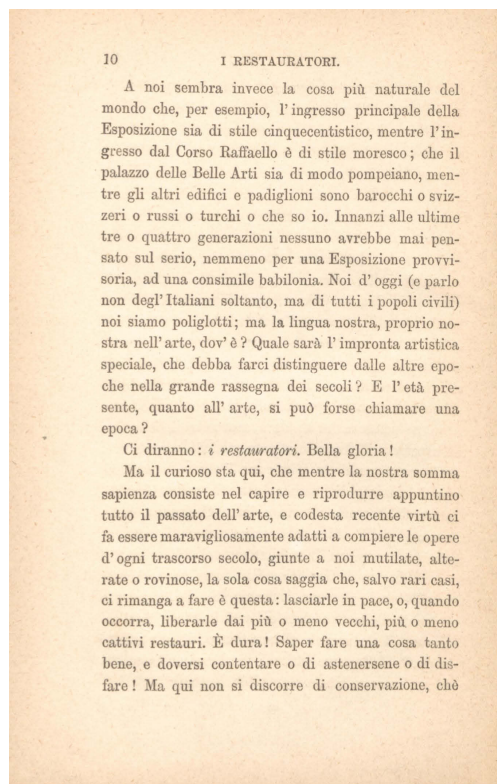 10 I RESTAURATORI.
A noi sembra invece la cosa più naturale del
mondo che, per esempio, l'ingresso principale della
Esposizione sia di stile cinquecentistico, mentre l'in-
gresso dal Corso Raffaello è di stile moresco; che il
palazzo delle Belle Arti sia di modo pompeiano, men-
tre gli altri edifici e padiglioni sono barocchi o sviz-
zeri o russi o turchi o che so io. Innanzi alle ultime
tre o quattro generazioni nessuno avrebbe mai pen-
sato sul serio, nemmeno per una Esposizione provvi-
soria, ad una consimile babilonia. Noi d'oggi (e parlo
non degl'Italiani soltanto, ma di tutti i popoli civili)
noi siamo poliglotti; ma la lingua nostra, proprio no-
stra nell'arte, dov'è? Quale sarà l'impronta artistica
speciale, che debba farci distinguere dalle altre epo-
che nella grande rassegna dei secoli? E l'età pre-
sente, quanto all'arte, si può forse chiamare una
epoca?
Ci diranno: i restauratori. Bella gloria!
Ma il curioso sta qui, che mentre la nostra somma
sapienza consiste nel capire e riprodurre appuntino
tutto il passato dell'arte, e codesta recente virtù ci
fa essere maravigliosamente adatti a compiere le opere
d'ogni trascorso secolo, giunte a noi mutilate, alte-
rate o rovinose, la sola cosa saggia che, salvo rari casi,
ci rimanga a fare è questa: lasciarle in pace, o, quando
occorra, liberarle dai più o meno vecchi, più o meno
cattivi restauri. È dura! Saper fare una cosa tanto
bene, e doversi contentare o di astenersene o di dis-
fare! Ma qui non si discorre di conservazione, chè